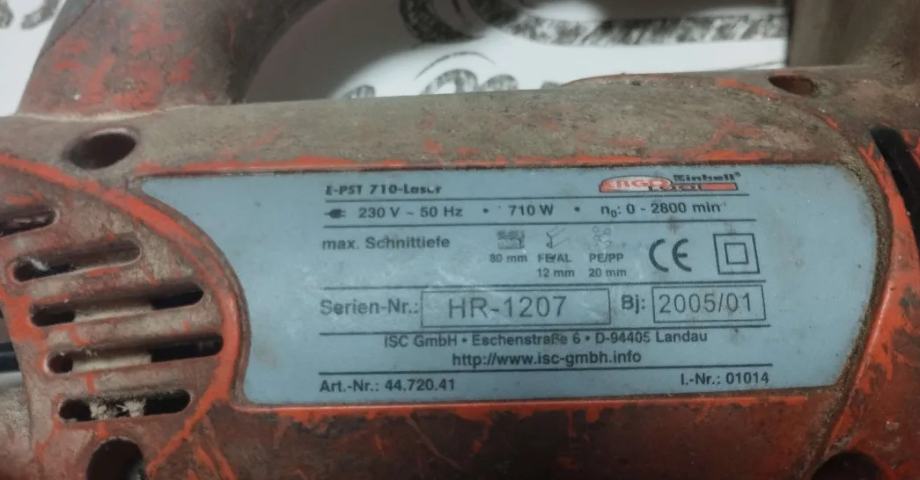 E-PST 710-Laser
ERGO TOOL Einhell®
230 V ~ 50 Hz • 710 W • n₀: 0 - 2800 min
max. Schnittiefe
80 mm FE/AL PE/PP
12 mm 20 mm
Serien-Nr.: HR-1207 Bj: 2005/01
ISC GmbH • Eschenstraße 6 • D-94405 Landau
http://www.isc-gmbh.info
Art.-Nr.: 44.720.41 I.-Nr.: 01014
CE